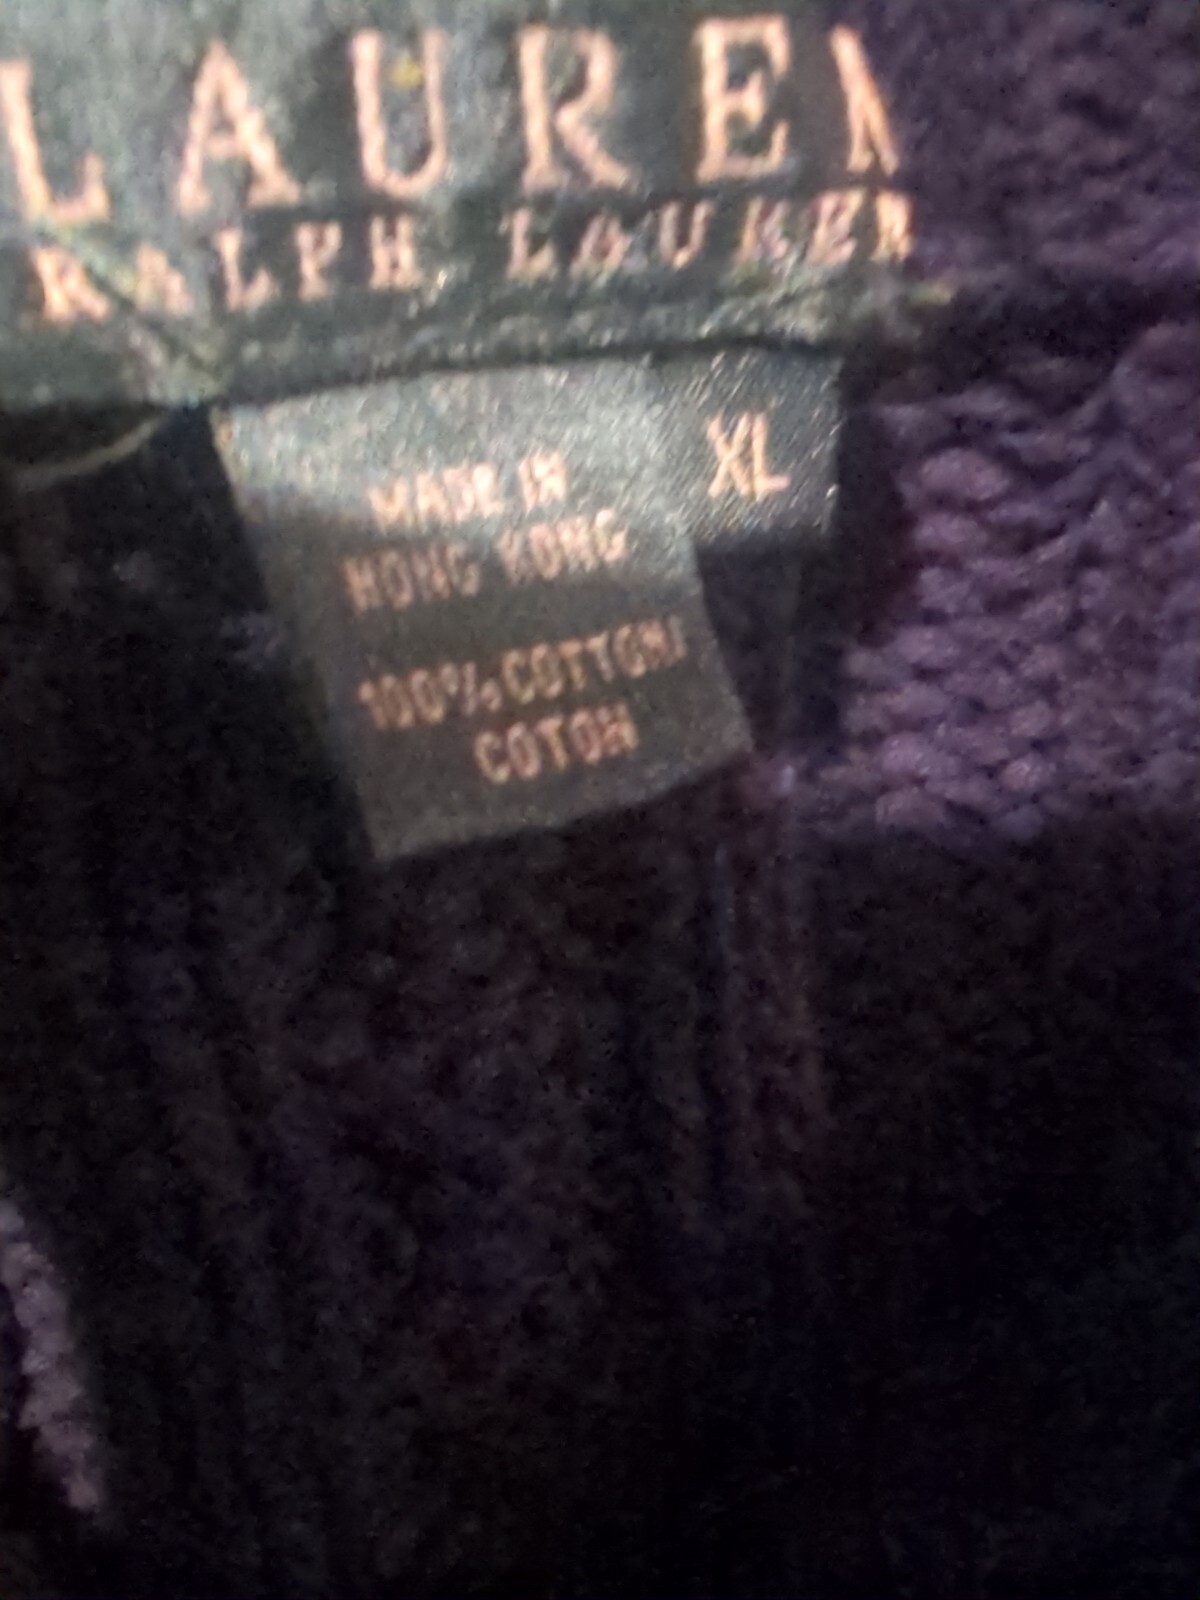 LAUREN
RALPH LAUREN
XL
MADE IN
HONG KONG
100% COTTON/
COTON